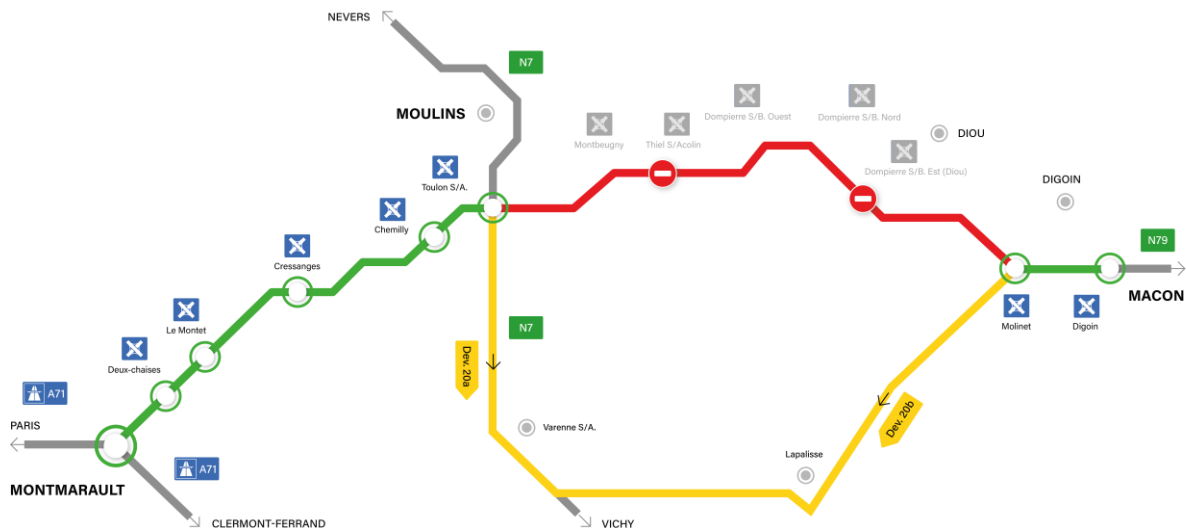 NEVERS
N7
MOULINS
Dompierre S/B. Ouest
Dompierre S/B. Nord
Montbeugny
Thiel S/Acolin
DIOU
Dompierre S/B. Est (Diou)
Toulon S/A.
DIGOIN
Chemilly
N79
Cressanges
MACON
Molinet
Digoin
Le Montet
N7
Deux-chaises
Dev. 20a
A71
Dev. 20b
PARIS
Varenne S/A.
Lapalisse
A71
MONTMARAULT
CLERMONT-FERRAND
VICHY